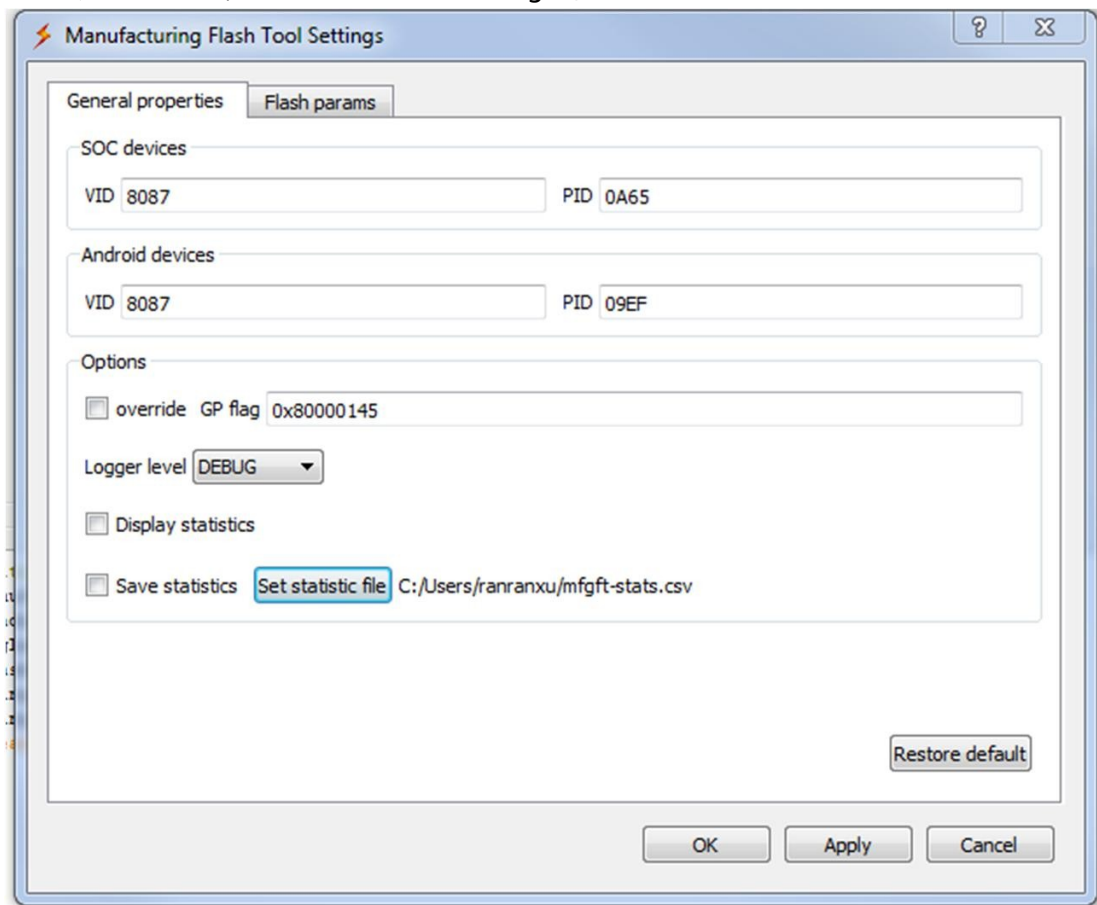 Manufacturing Flash Tool Settings
General properties Flash params
SOC devices
VID 8087 PID 0A65
Android devices
VID 8087 PID 09EF
Options
override GP flag 0x80000145
Logger level DEBUG
Display statistics
Save statistics Set statistic file C:/Users/ranranxu/mfgft-stats.csv
Restore default
OK Apply Cancel